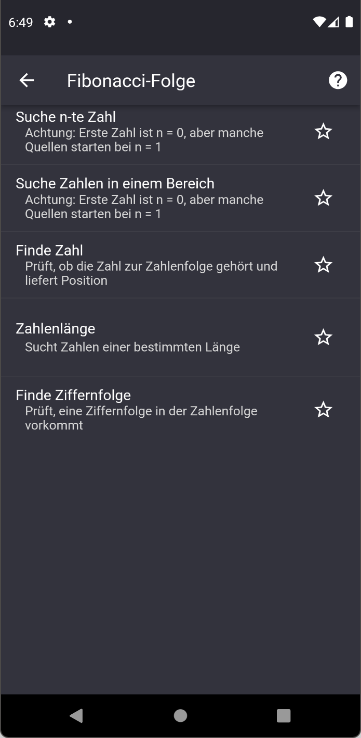 6:49
Fibonacci-Folge
Suche n-te Zahl
Achtung: Erste Zahl ist n = 0, aber manche
Quellen starten bei n = 1
Suche Zahlen in einem Bereich
Achtung: Erste Zahl ist n = 0, aber manche
Quellen starten bei n = 1
Finde Zahl
Prüft, ob die Zahl zur Zahlenfolge gehört und
liefert Position
Zahlenlänge
Sucht Zahlen einer bestimmten Länge
Finde Ziffernfolge
Prüft, eine Ziffernfolge in der Zahlenfolge
vorkommt